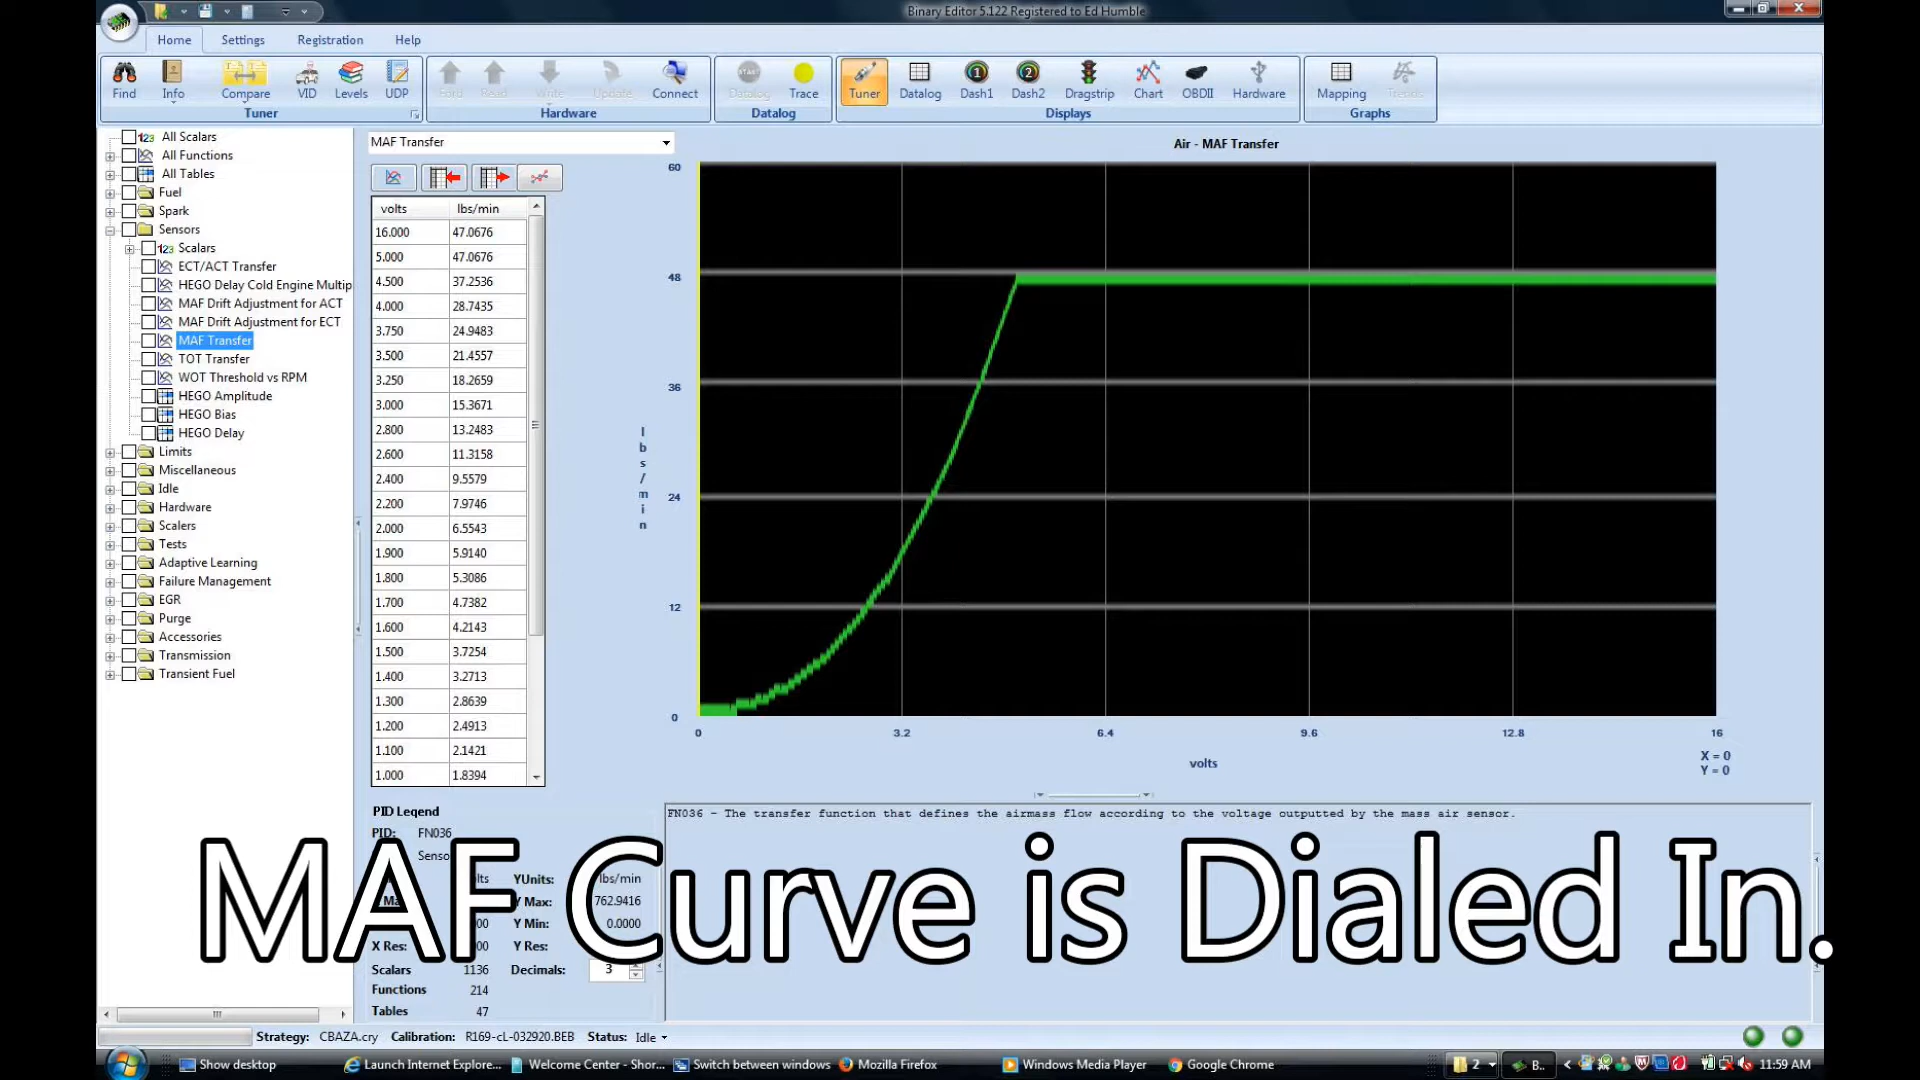 Binary Editor 5.122 Registered to Ed Humble
Home Settings Registration Help
Find Info Compare VID Levels UDP Ford Read Write Update Connect Datalog Trace Tuner Datalog Dash1 Dash2 Dragstrip Chart OBDII Hardware Mapping Trends
Tuner Hardware Datalog Displays Graphs
All Scalars
All Functions
All Tables
Fuel
Spark
Sensors
Scalars
ECT/ACT Transfer
HEGO Delay Cold Engine Multip
MAF Drift Adjustment for ACT
MAF Drift Adjustment for ECT
MAF Transfer
TOT Transfer
WOT Threshold vs RPM
HEGO Amplitude
HEGO Bias
HEGO Delay
Limits
Miscellaneous
Idle
Hardware
Scalers
Tests
Adaptive Learning
Failure Management
EGR
Purge
Accessories
Transmission
Transient Fuel
MAF Transfer
volts lbs/min
16.000 47.0676
5.000 47.0676
4.500 37.2536
4.000 28.7435
3.750 24.9483
3.500 21.4557
3.250 18.2659
3.000 15.3671
2.800 13.2483
2.600 11.3158
2.400 9.5579
2.200 7.9746
2.000 6.5543
1.900 5.9140
1.800 5.3086
1.700 4.7382
1.600 4.2143
1.500 3.7254
1.400 3.2713
1.300 2.8639
1.200 2.4913
1.100 2.1421
1.000 1.8394
Air - MAF Transfer
60
48
36
24
12
0
lbs/min
0 3.2 6.4 9.6 12.8 16
volts
X = 0
Y = 0
PID Legend
PID: FN036
FN036 - The transfer function that defines the airmass flow according to the voltage outputted by the mass air sensor.
YUnits: lbs/min
Y Max: 762.9416
Y Min: 0.0000
X Res: Y Res:
Scalars 1136 Decimals: 3
Functions 214
Tables 47
MAF Curve is Dialed In.
Strategy: CBAZA.cry Calibration: R169-cL-032920.BEB Status: Idle
Show desktop Launch Internet Explore... Welcome Center - Shor... Switch between windows Mozilla Firefox Windows Media Player Google Chrome 2 B.. 11:59 AM